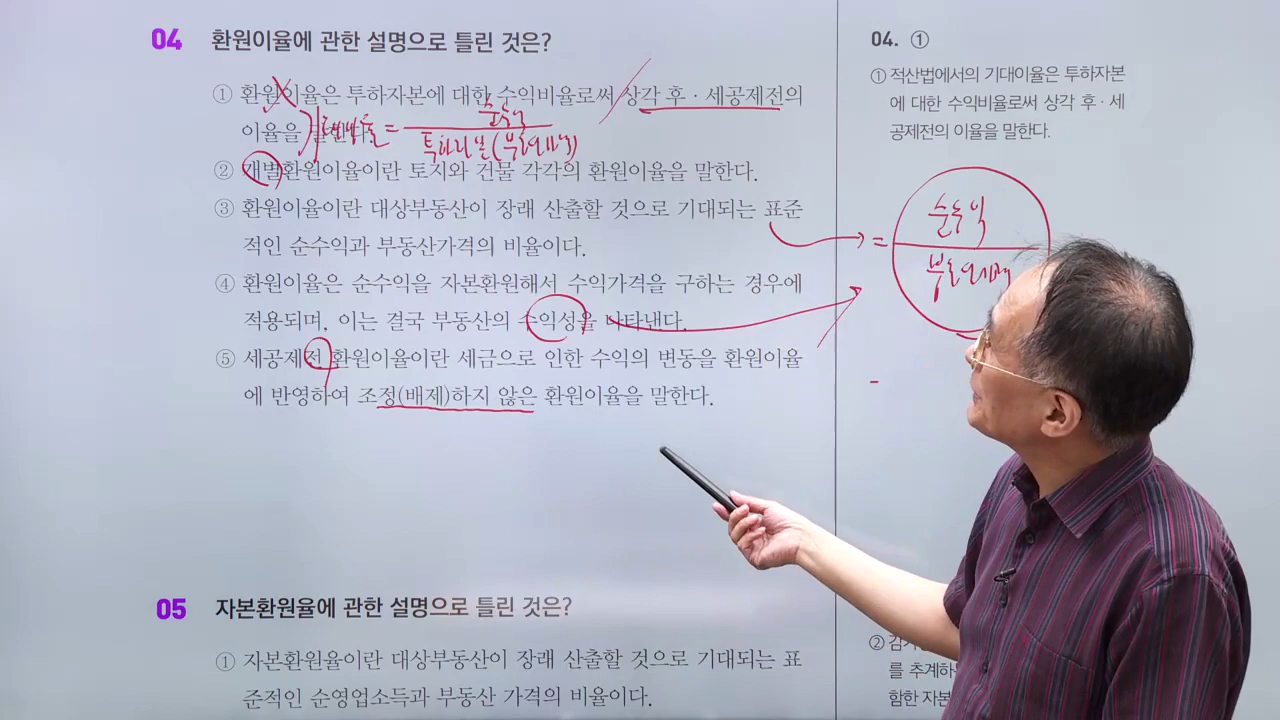 04 환원이율에 관한 설명으로 틀린 것은?
① 환원이율은 투하자본에 대한 수익비율로써 상각 후·세공제전의
이율을 말한다.
② 개별환원이율이란 토지와 건물 각각의 환원이율을 말한다.
③ 환원이율이란 대상부동산이 장래 산출할 것으로 기대되는 표준
적인 순수익과 부동산가격의 비율이다.
④ 환원이율은 순수익을 자본환원해서 수익가격을 구하는 경우에
적용되며, 이는 결국 부동산의 수익성을 나타낸다.
⑤ 세공제전 환원이율이란 세금으로 인한 수익의 변동을 환원이율
에 반영하여 조정(배제)하지 않은 환원이율을 말한다.
05 자본환원율에 관한 설명으로 틀린 것은?
① 자본환원율이란 대상부동산이 장래 산출할 것으로 기대되는 표
준적인 순영업소득과 부동산 가격의 비율이다.
04. ①
① 적산법에서의 기대이율은 투하자본
에 대한 수익비율로써 상각 후·세
공제전의 이율을 말한다.
=
순수익
②
를 추계하
함한 자본